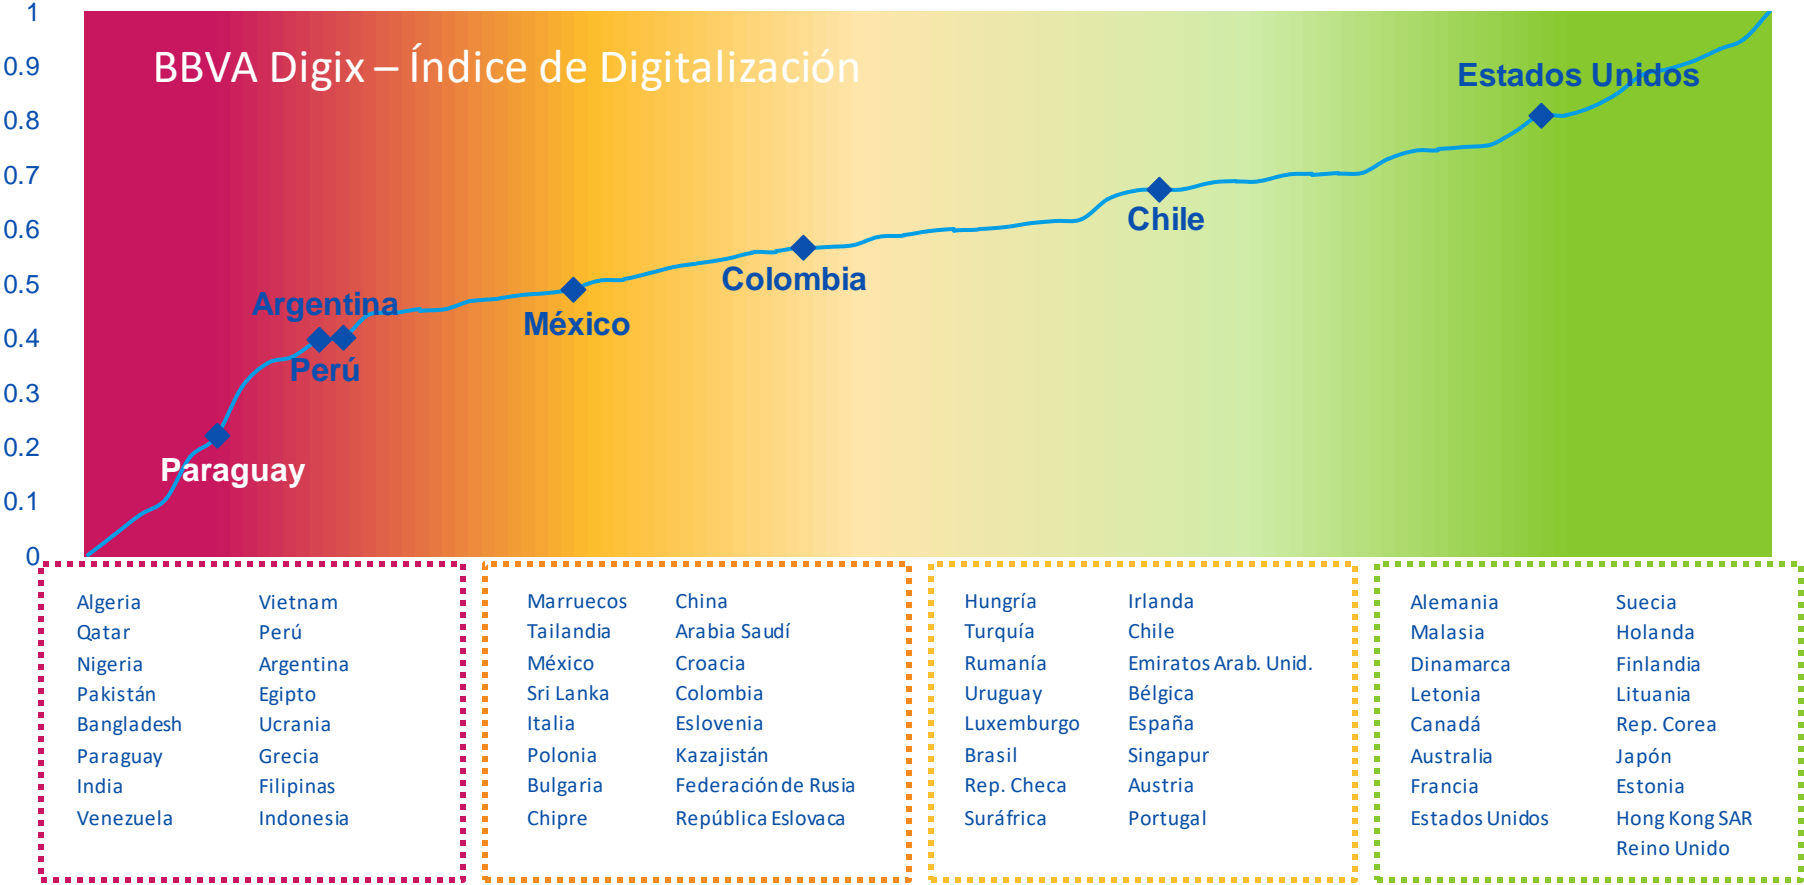 BBVA Digix – Índice de Digitalización
1
0.9
0.8
0.7
0.6
0.5
0.4
0.3
0.2
0.1
0
Estados Unidos
Chile
Colombia
México
Argentina
Perú
Paraguay
Algeria
Qatar
Nigeria
Pakistán
Bangladesh
Paraguay
India
Venezuela
Vietnam
Perú
Argentina
Egipto
Ucrania
Grecia
Filipinas
Indonesia
Marruecos
Tailandia
México
Sri Lanka
Italia
Polonia
Bulgaria
Chipre
China
Arabia Saudí
Croacia
Colombia
Eslovenia
Kazajistán
Federación de Rusia
República Eslovaca
Hungría
Turquía
Rumanía
Uruguay
Luxemburgo
Brasil
Rep. Checa
Suráfrica
Irlanda
Chile
Emiratos Arab. Unid.
Bélgica
España
Singapur
Austria
Portugal
Alemania
Malasia
Dinamarca
Letonia
Canadá
Australia
Francia
Estados Unidos
Suecia
Holanda
Finlandia
Lituania
Rep. Corea
Japón
Estonia
Hong Kong SAR
Reino Unido